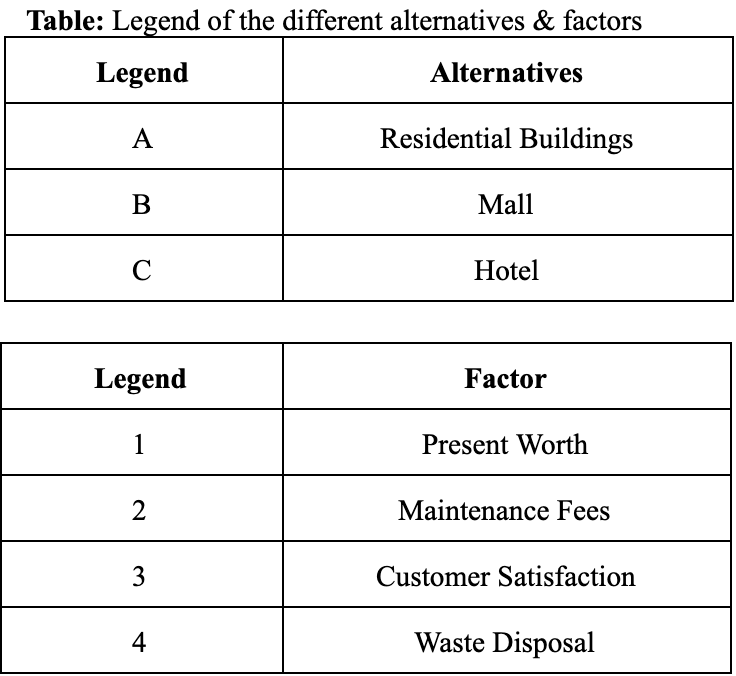 Table: Legend of the different alternatives & factors
Legend Alternatives
A Residential Buildings
B Mall
C Hotel
Legend Factor
1 Present Worth
2 Maintenance Fees
3 Customer Satisfaction
4 Waste Disposal